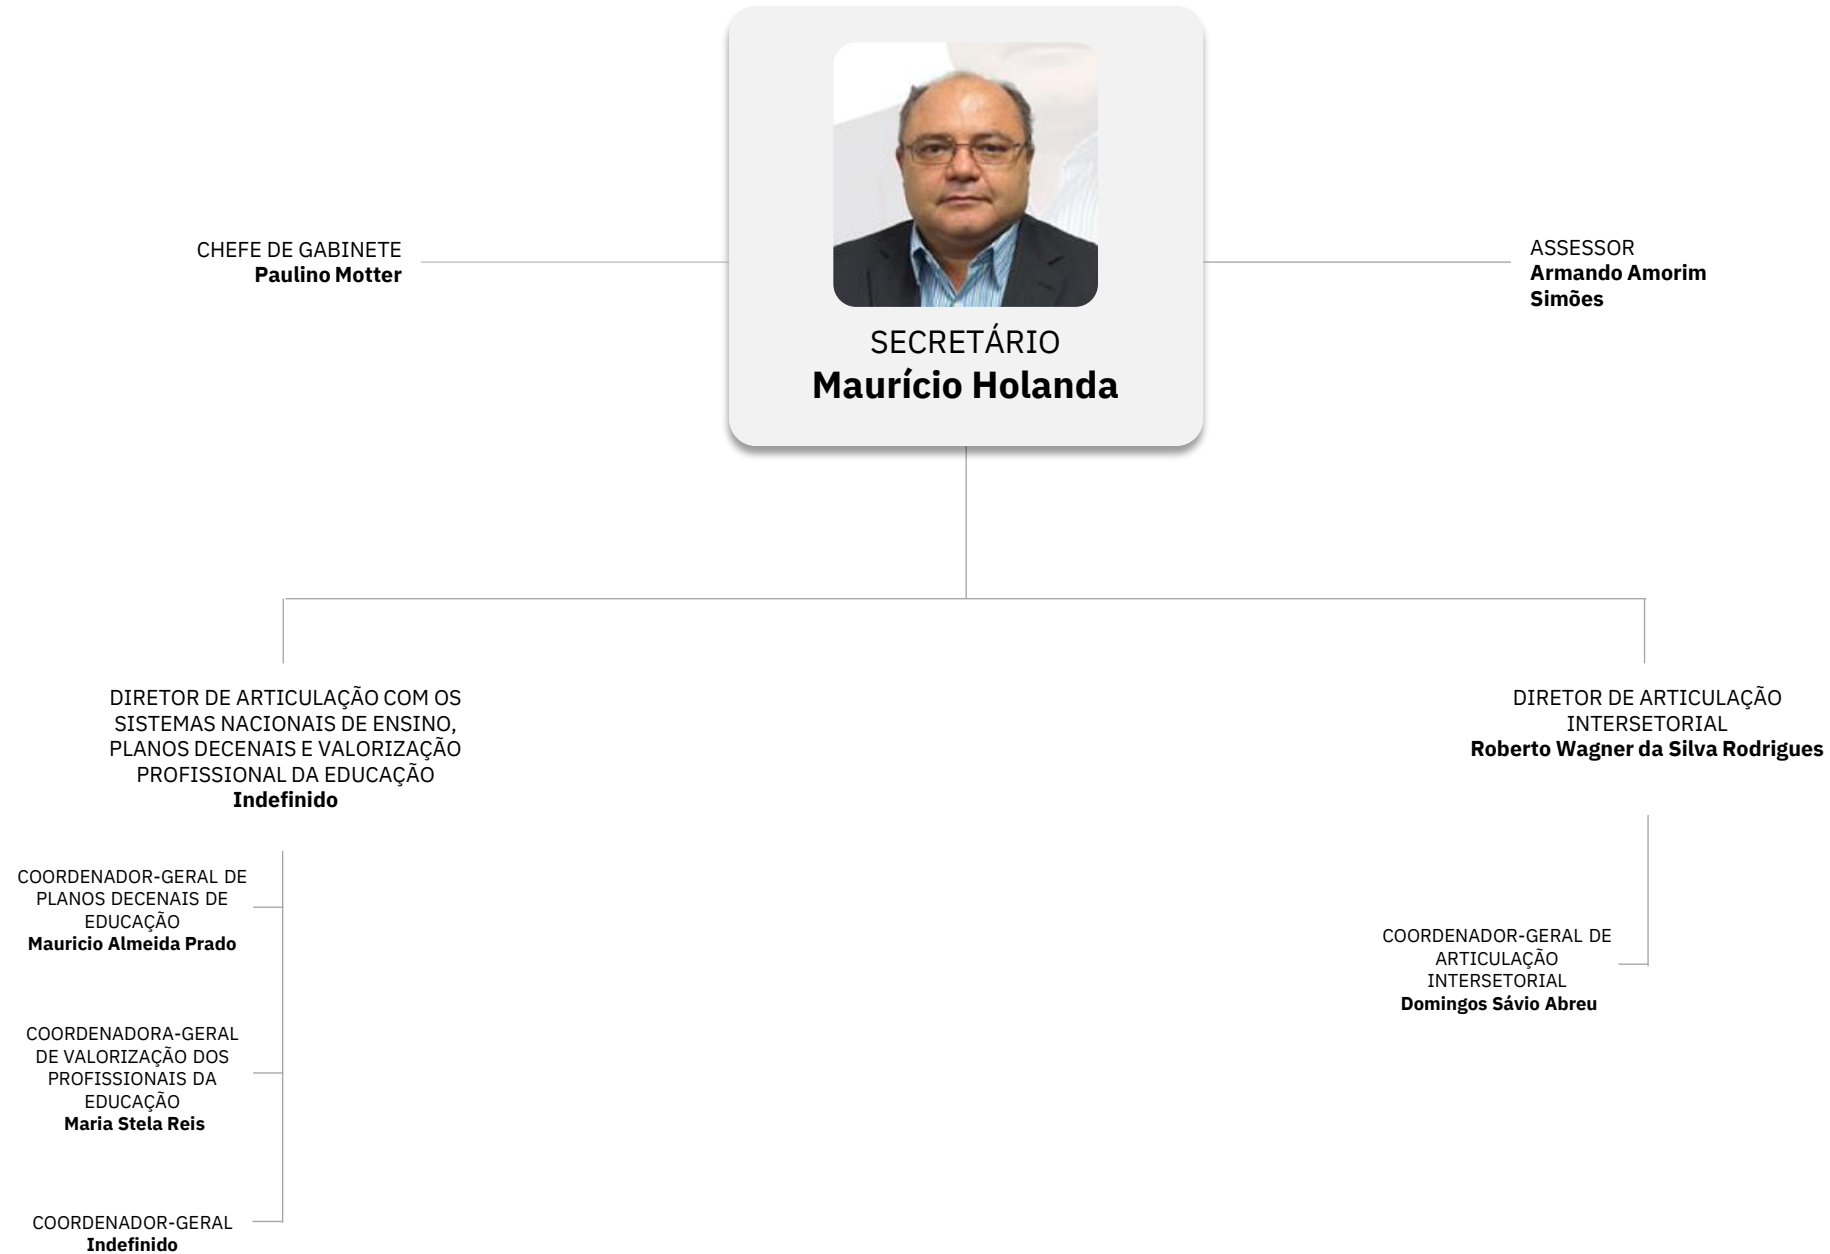 SECRETÁRIO
Maurício Holanda
CHEFE DE GABINETE
Paulino Motter
ASSESSOR
Armando Amorim
Simões
DIRETOR DE ARTICULAÇÃO COM OS
SISTEMAS NACIONAIS DE ENSINO,
PLANOS DECENAIS E VALORIZAÇÃO
PROFISSIONAL DA EDUCAÇÃO
Indefinido
COORDENADOR-GERAL DE
PLANOS DECENAIS DE
EDUCAÇÃO
Mauricio Almeida Prado
COORDENADORA-GERAL
DE VALORIZAÇÃO DOS
PROFISSIONAIS DA
EDUCAÇÃO
Maria Stela Reis
COORDENADOR-GERAL
Indefinido
DIRETOR DE ARTICULAÇÃO
INTERSETORIAL
Roberto Wagner da Silva Rodrigues
COORDENADOR-GERAL DE
ARTICULAÇÃO
INTERSETORIAL
Domingos Sávio Abreu